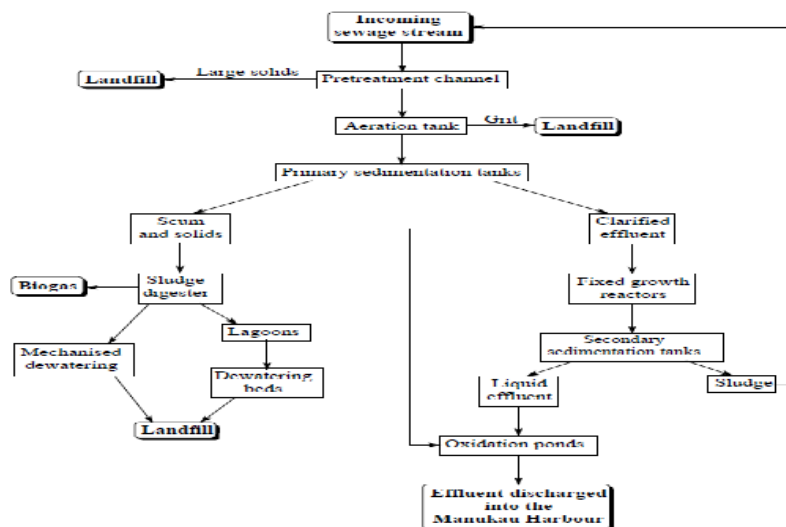 Incoming
sewage stream
Large solids
Landfill
Pretreatment channel
Grit
Aeration tank
Landfill
Primary sedimentation tanks
Scum
and solids
Clarified
effluent
Biogas
Sludge
digester
Fixed growth
reactors
Lagoons
Mechanised
dewatering
Secondary
sedimentation tanks
Dewatering
beds
Liquid
effluent
Sludge
Landfill
Oxidation ponds
Effluent discharged
into the
Manukau Harbour